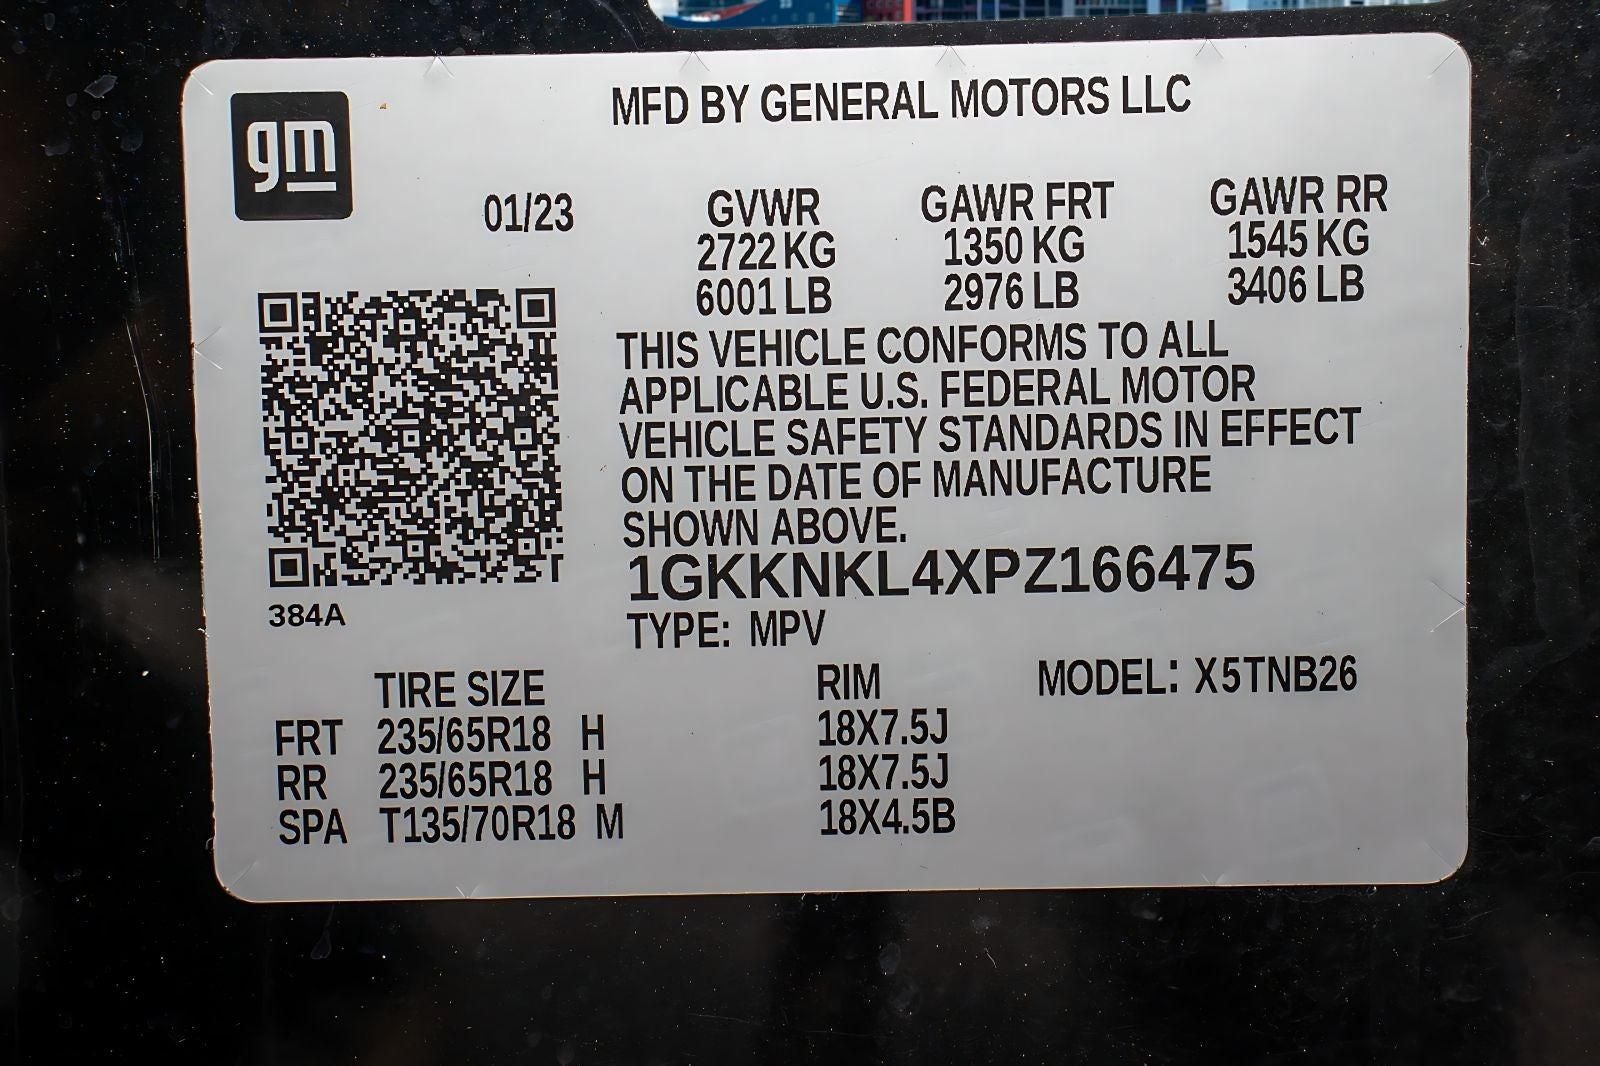 gm
MFD BY GENERAL MOTORS LLC
01/23 GVWR GAWR FRT GAWR RR
2722 KG 1350 KG 1545 KG
6001 LB 2976 LB 3406 LB
THIS VEHICLE CONFORMS TO ALL
APPLICABLE U.S. FEDERAL MOTOR
VEHICLE SAFETY STANDARDS IN EFFECT
ON THE DATE OF MANUFACTURE
SHOWN ABOVE.
1GKKNKL4XPZ166475
384A
TYPE: MPV
TIRE SIZE RIM MODEL: X5TNB26
FRT 235/65R18 H 18X7.5J
RR 235/65R18 H 18X7.5J
SPA T135/70R18 M 18X4.5B